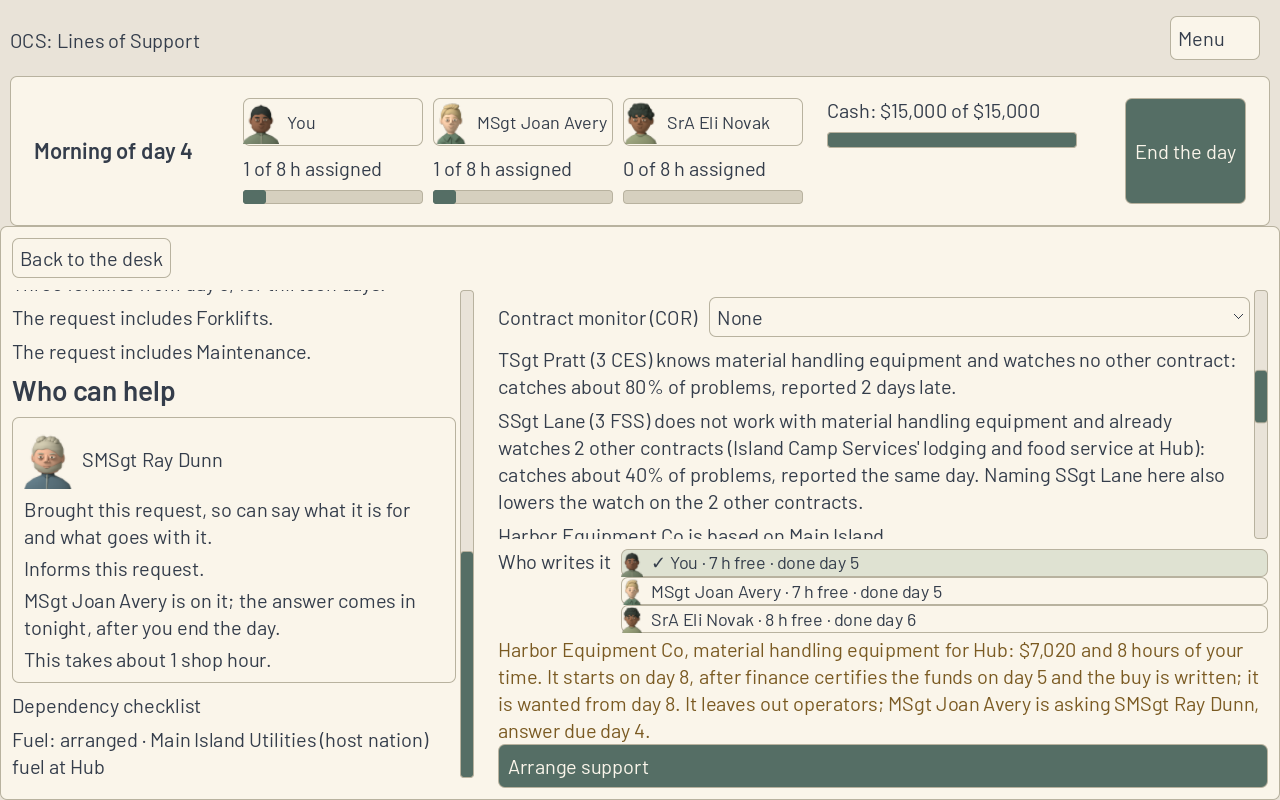 OCS: Lines of Support
Menu
Morning of day 4
You
1 of 8 h assigned
MSgt Joan Avery
1 of 8 h assigned
SrA Eli Novak
0 of 8 h assigned
Cash: $15,000 of $15,000
End the day
Back to the desk
The request includes Forklifts.
The request includes Maintenance.
Who can help
SMSgt Ray Dunn
Brought this request, so can say what it is for
and what goes with it.
Informs this request.
MSgt Joan Avery is on it; the answer comes in
tonight, after you end the day.
This takes about 1 shop hour.
Dependency checklist
Fuel: arranged · Main Island Utilities (host nation)
fuel at Hub
Contract monitor (COR)
None
TSgt Pratt (3 CES) knows material handling equipment and watches no other contract:
catches about 80% of problems, reported 2 days late.
SSgt Lane (3 FSS) does not work with material handling equipment and already
watches 2 other contracts (Island Camp Services' lodging and food service at Hub):
catches about 40% of problems, reported the same day. Naming SSgt Lane here also
lowers the watch on the 2 other contracts.
Harbor Equipment Co is based on Main Island
Who writes it
✓ You · 7 h free · done day 5
MSgt Joan Avery · 7 h free · done day 5
SrA Eli Novak · 8 h free · done day 6
Harbor Equipment Co, material handling equipment for Hub: $7,020 and 8 hours of your
time. It starts on day 8, after finance certifies the funds on day 5 and the buy is written; it
is wanted from day 8. It leaves out operators; MSgt Joan Avery is asking SMSgt Ray Dunn,
answer due day 4.
Arrange support